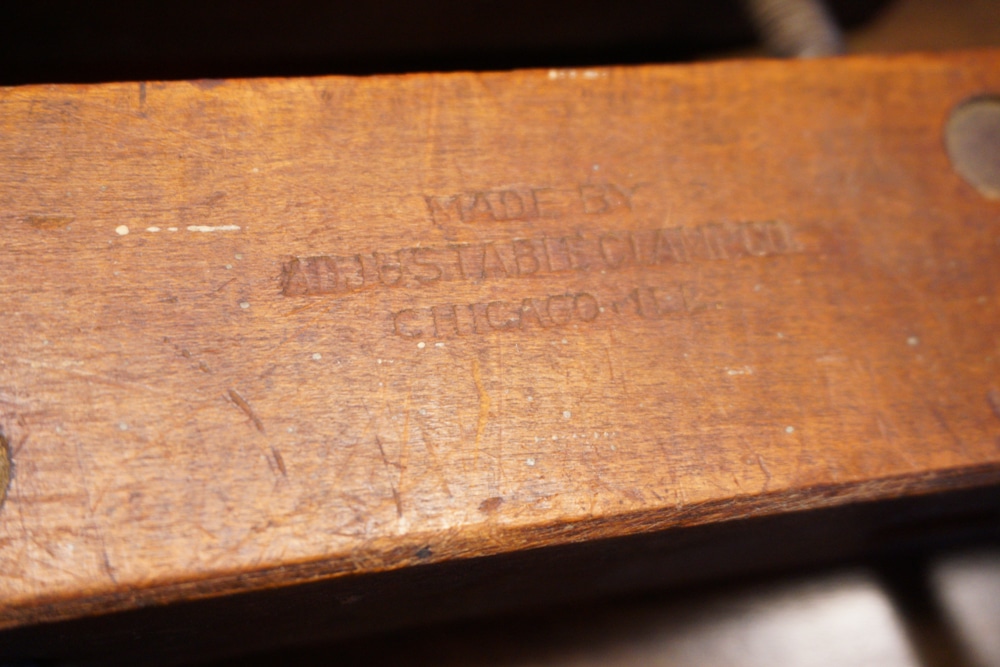 MADE BY
ADJUSTABLE CLAMP CO.
CHICAGO. ILL.